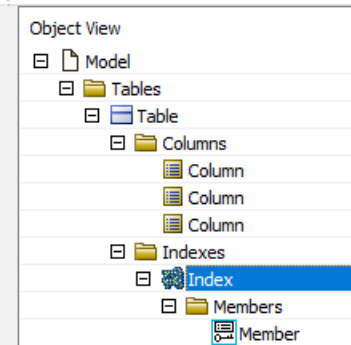 Object View
Model
Tables
Table
Columns
Column
Column
Column
Indexes
Index
Members
Member